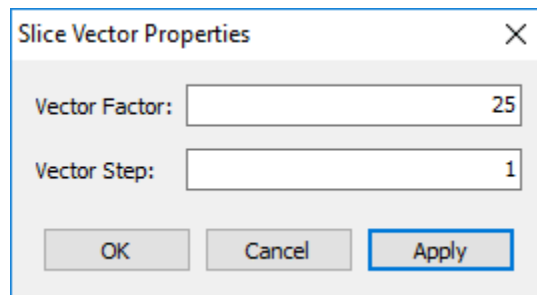 Slice Vector Properties
Vector Factor: 25
Vector Step: 1
OK Cancel Apply